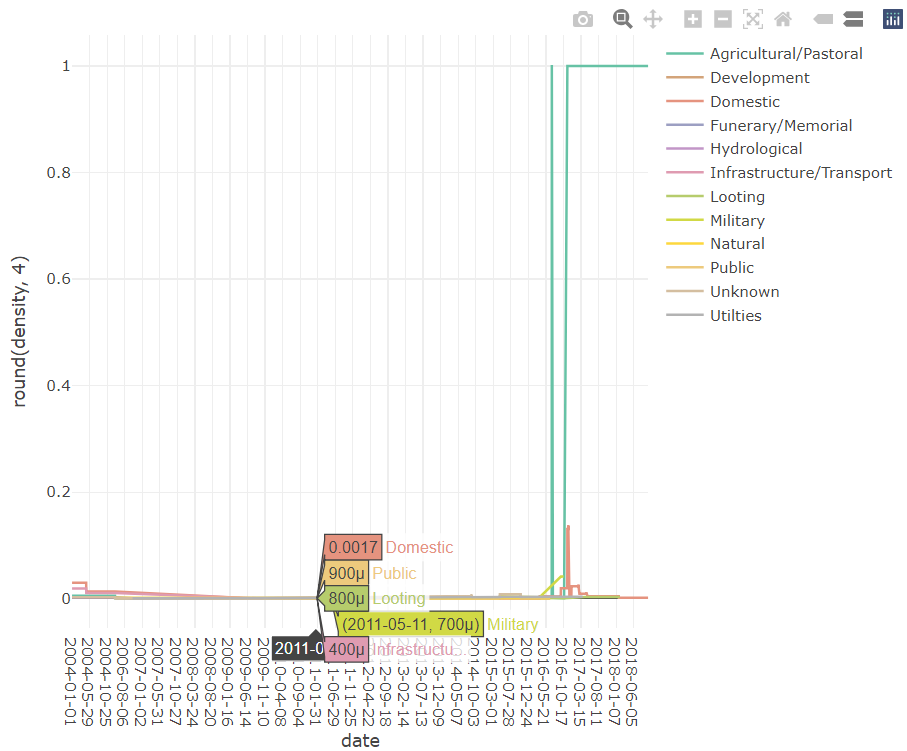 Agricultural/Pastoral
Development
Domestic
Funerary/Memorial
Hydrological
Infrastructure/Transport
Looting
Military
Natural
Public
Unknown
Utilties
round(density, 4)
1
0.8
0.6
0.4
0.2
0
0.0017 Domestic
900μ Public
800μ Looting
(2011-05-11, 700μ) Military
400μ Infrastructu...
2004-01-01
2004-05-29
2004-10-05
2006-08-06
2007-01-02
2007-05-31
2007-10-27
2008-03-24
2008-08-20
2009-01-16
2009-06-14
2009-11-10
2014-10-03
2015-03-01
2015-07-28
2015-12-24
2016-05-21
2016-10-17
2017-03-15
2017-08-11
2018-01-07
2018-06-05
date